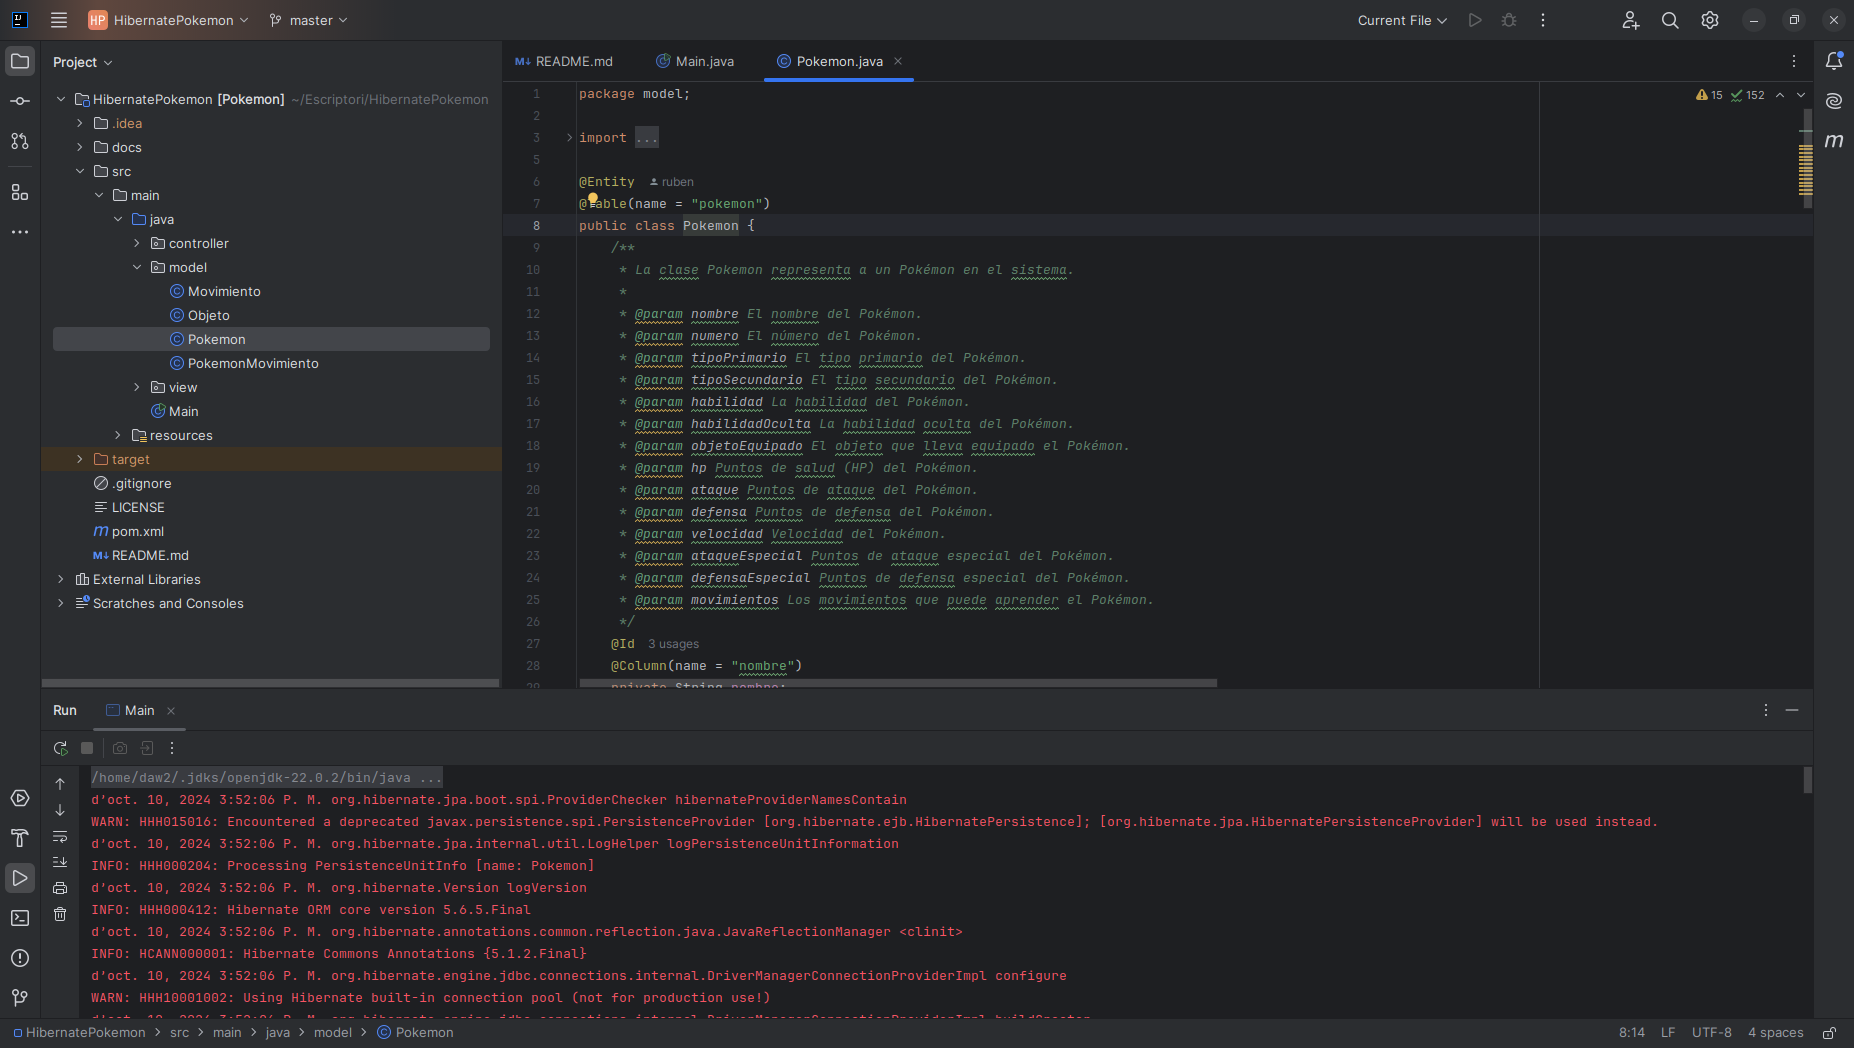 HP HibernatePokemon master Current File
Project
HibernatePokemon [Pokemon] ~/Escriptori/HibernatePokemon
.idea
docs
src
main
java
controller
model
Movimiento
Objeto
Pokemon
PokemonMovimiento
view
Main
resources
target
.gitignore
LICENSE
pom.xml
README.md
External Libraries
Scratches and Consoles
README.md Main.java Pokemon.java
15 152
1 package model;
2
3 import ...
5
6 @Entity ruben
7 @Table(name = "pokemon")
8 public class Pokemon {
9 /**
10 * La clase Pokemon representa a un Pokémon en el sistema.
11 *
12 * @param nombre El nombre del Pokémon.
13 * @param numero El número del Pokémon.
14 * @param tipoPrimario El tipo primario del Pokémon.
15 * @param tipoSecundario El tipo secundario del Pokémon.
16 * @param habilidad La habilidad del Pokémon.
17 * @param habilidadOculta La habilidad oculta del Pokémon.
18 * @param objetoEquipado El objeto que lleva equipado el Pokémon.
19 * @param hp Puntos de salud (HP) del Pokémon.
20 * @param ataque Puntos de ataque del Pokémon.
21 * @param defensa Puntos de defensa del Pokémon.
22 * @param velocidad Velocidad del Pokémon.
23 * @param ataqueEspecial Puntos de ataque especial del Pokémon.
24 * @param defensaEspecial Puntos de defensa especial del Pokémon.
25 * @param movimientos Los movimientos que puede aprender el Pokémon.
26 */
27 @Id 3 usages
28 @Column(name = "nombre")
29 private String nombre;
Run Main
/home/daw2/.jdks/openjdk-22.0.2/bin/java ...
d'oct. 10, 2024 3:52:06 P. M. org.hibernate.jpa.boot.spi.ProviderChecker hibernateProviderNamesContain
WARN: HHH015016: Encountered a deprecated javax.persistence.spi.PersistenceProvider [org.hibernate.ejb.HibernatePersistence]; [org.hibernate.jpa.HibernatePersistenceProvider] will be used instead.
d'oct. 10, 2024 3:52:06 P. M. org.hibernate.jpa.internal.util.LogHelper logPersistenceUnitInformation
INFO: HHH000204: Processing PersistenceUnitInfo [name: Pokemon]
d'oct. 10, 2024 3:52:06 P. M. org.hibernate.Version logVersion
INFO: HHH000412: Hibernate ORM core version 5.6.5.Final
d'oct. 10, 2024 3:52:06 P. M. org.hibernate.annotations.common.reflection.java.JavaReflectionManager <clinit>
INFO: HCANN000001: Hibernate Commons Annotations {5.1.2.Final}
d'oct. 10, 2024 3:52:06 P. M. org.hibernate.engine.jdbc.connections.internal.DriverManagerConnectionProviderImpl configure
WARN: HHH10001002: Using Hibernate built-in connection pool (not for production use!)
d'oct. 10, 2024 3:52:06 P. M. org.hibernate.engine.jdbc.connections.internal.DriverManagerConnectionProviderImpl buildCreator
HibernatePokemon > src > main > java > model > Pokemon 8:14 LF UTF-8 4 spaces